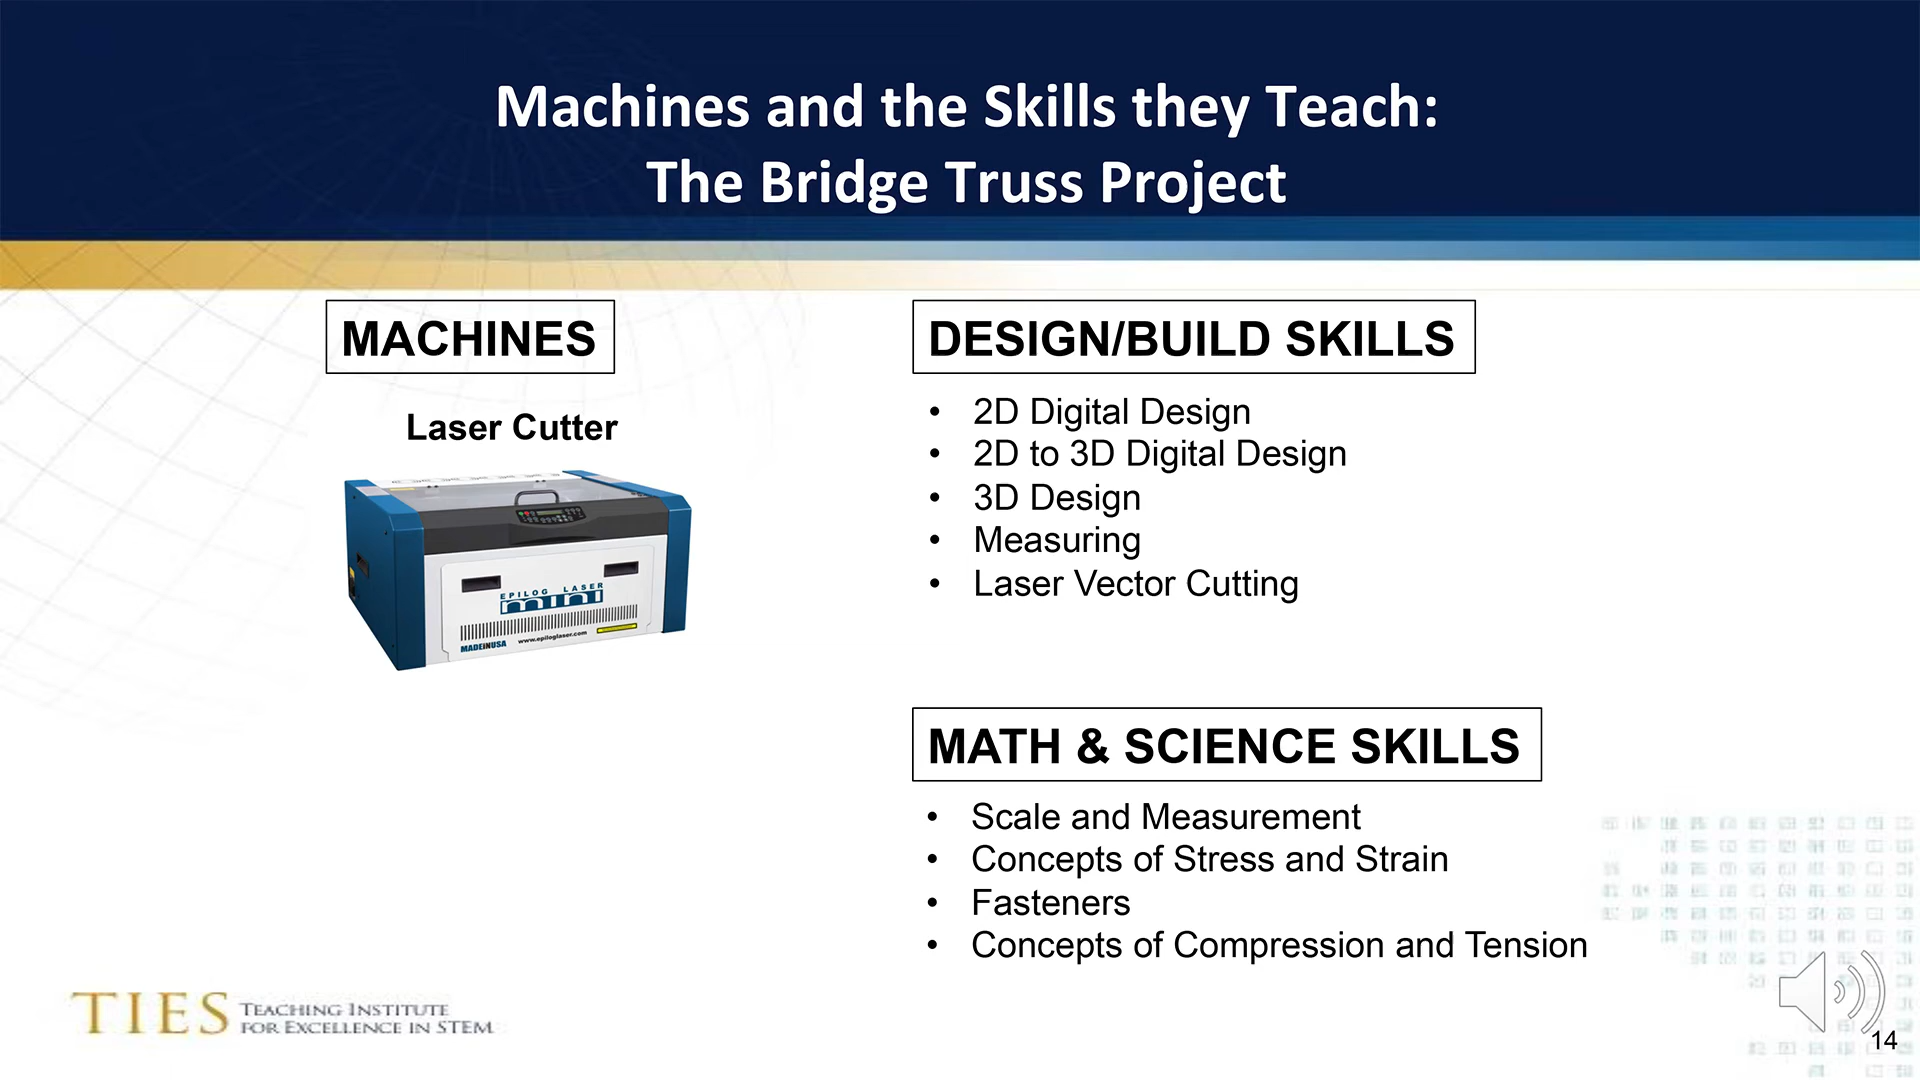 Machines and the Skills they Teach:
The Bridge Truss Project
MACHINES
Laser Cutter
EPILOG LASER
mini
www.epiloglaser.com
MADEINUSA
DESIGN/BUILD SKILLS
• 2D Digital Design
• 2D to 3D Digital Design
• 3D Design
• Measuring
• Laser Vector Cutting
MATH & SCIENCE SKILLS
• Scale and Measurement
• Concepts of Stress and Strain
• Fasteners
• Concepts of Compression and Tension
TIES TEACHING INSTITUTE
FOR EXCELLENCE IN STEM
14